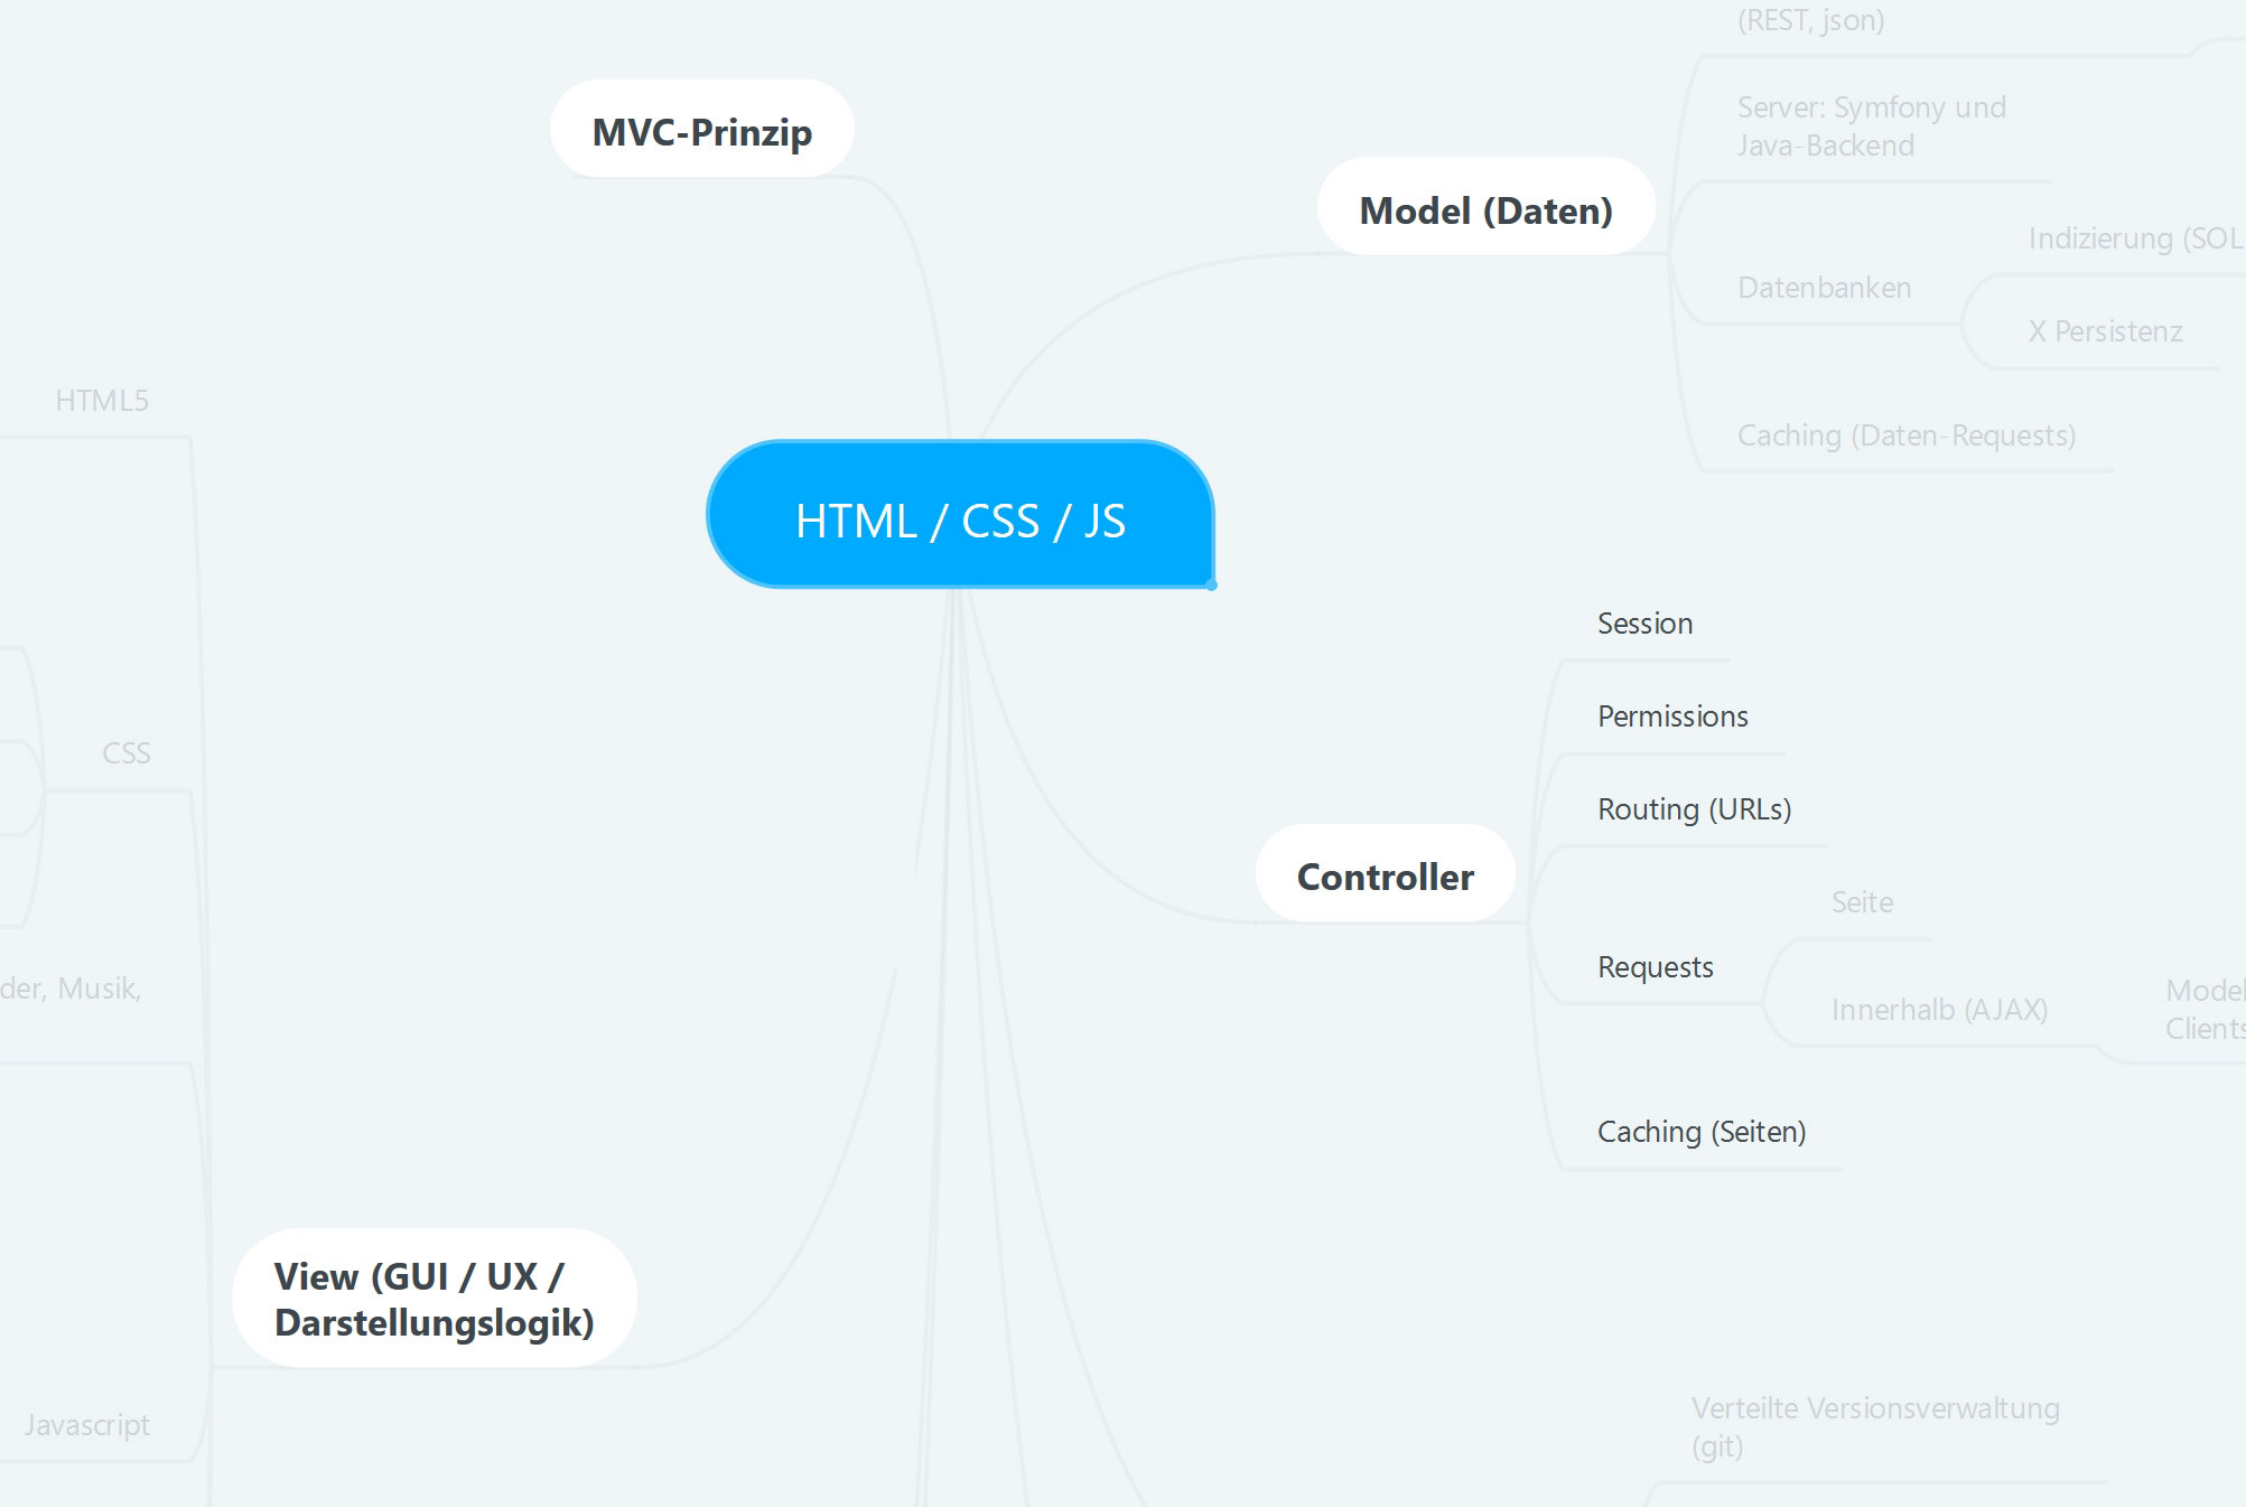 MVC-Prinzip
(REST, json)
Server: Symfony und
Java-Backend
Model (Daten)
Indizierung (SOL
Datenbanken
X Persistenz
Caching (Daten-Requests)
HTML5
HTML / CSS / JS
CSS
der, Musik,
Session
Permissions
Routing (URLs)
Controller
Seite
Requests
Innerhalb (AJAX)
Model
Clients
Caching (Seiten)
View (GUI / UX /
Darstellungslogik)
Javascript
Verteilte Versionsverwaltung
(git)